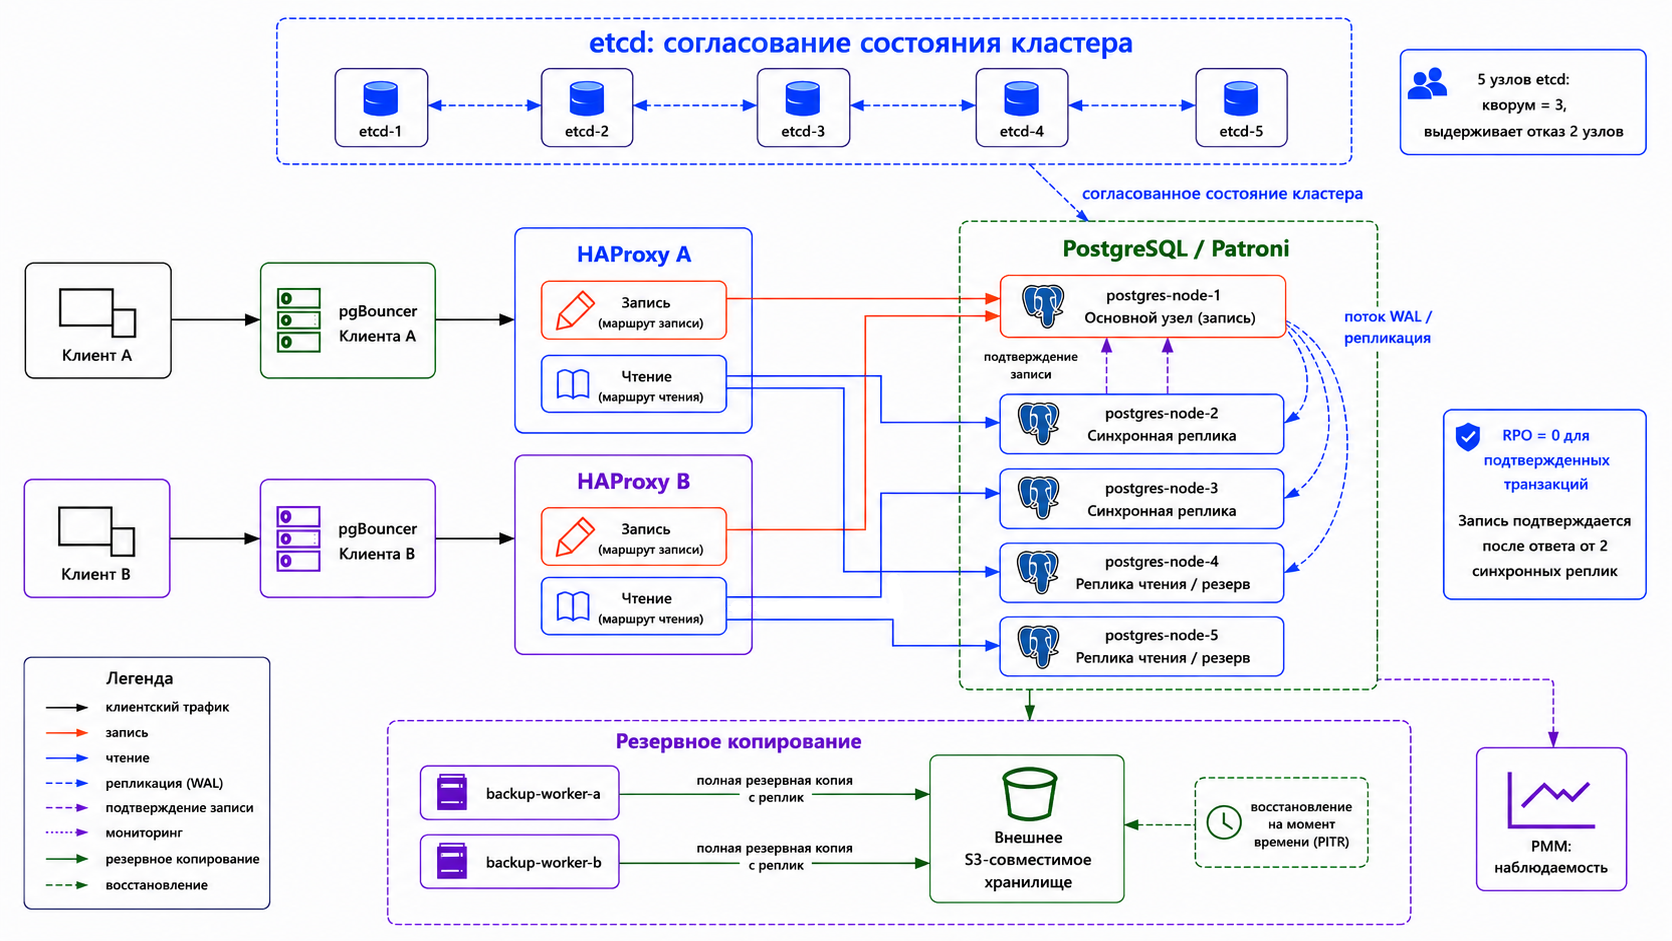 etcd: согласование состояния кластера
etcd-1
etcd-2
etcd-3
etcd-4
etcd-5
5 узлов etcd:
кворум = 3,
выдерживает отказ 2 узлов
согласованное состояние кластера
Клиент A
pgBouncer
Клиента A
HAProxy A
Запись
(маршрут записи)
Чтение
(маршрут чтения)
Клиент B
pgBouncer
Клиента B
HAProxy B
Запись
(маршрут записи)
Чтение
(маршрут чтения)
PostgreSQL / Patroni
postgres-node-1
Основной узел (запись)
подтверждение
записи
поток WAL /
репликация
postgres-node-2
Синхронная реплика
postgres-node-3
Синхронная реплика
postgres-node-4
Реплика чтения / резерв
postgres-node-5
Реплика чтения / резерв
RPO = 0 для
подтвержденных
транзакций
Запись подтверждается
после ответа от 2
синхронных реплик
Легенда
клиентский трафик
запись
чтение
репликация (WAL)
подтверждение записи
мониторинг
резервное копирование
восстановление
Резервное копирование
backup-worker-a
полная резервная копия
с реплик
backup-worker-b
полная резервная копия
с реплик
Внешнее
S3-совместимое
хранилище
восстановление
на момент
времени (PITR)
PMM:
наблюдаемость